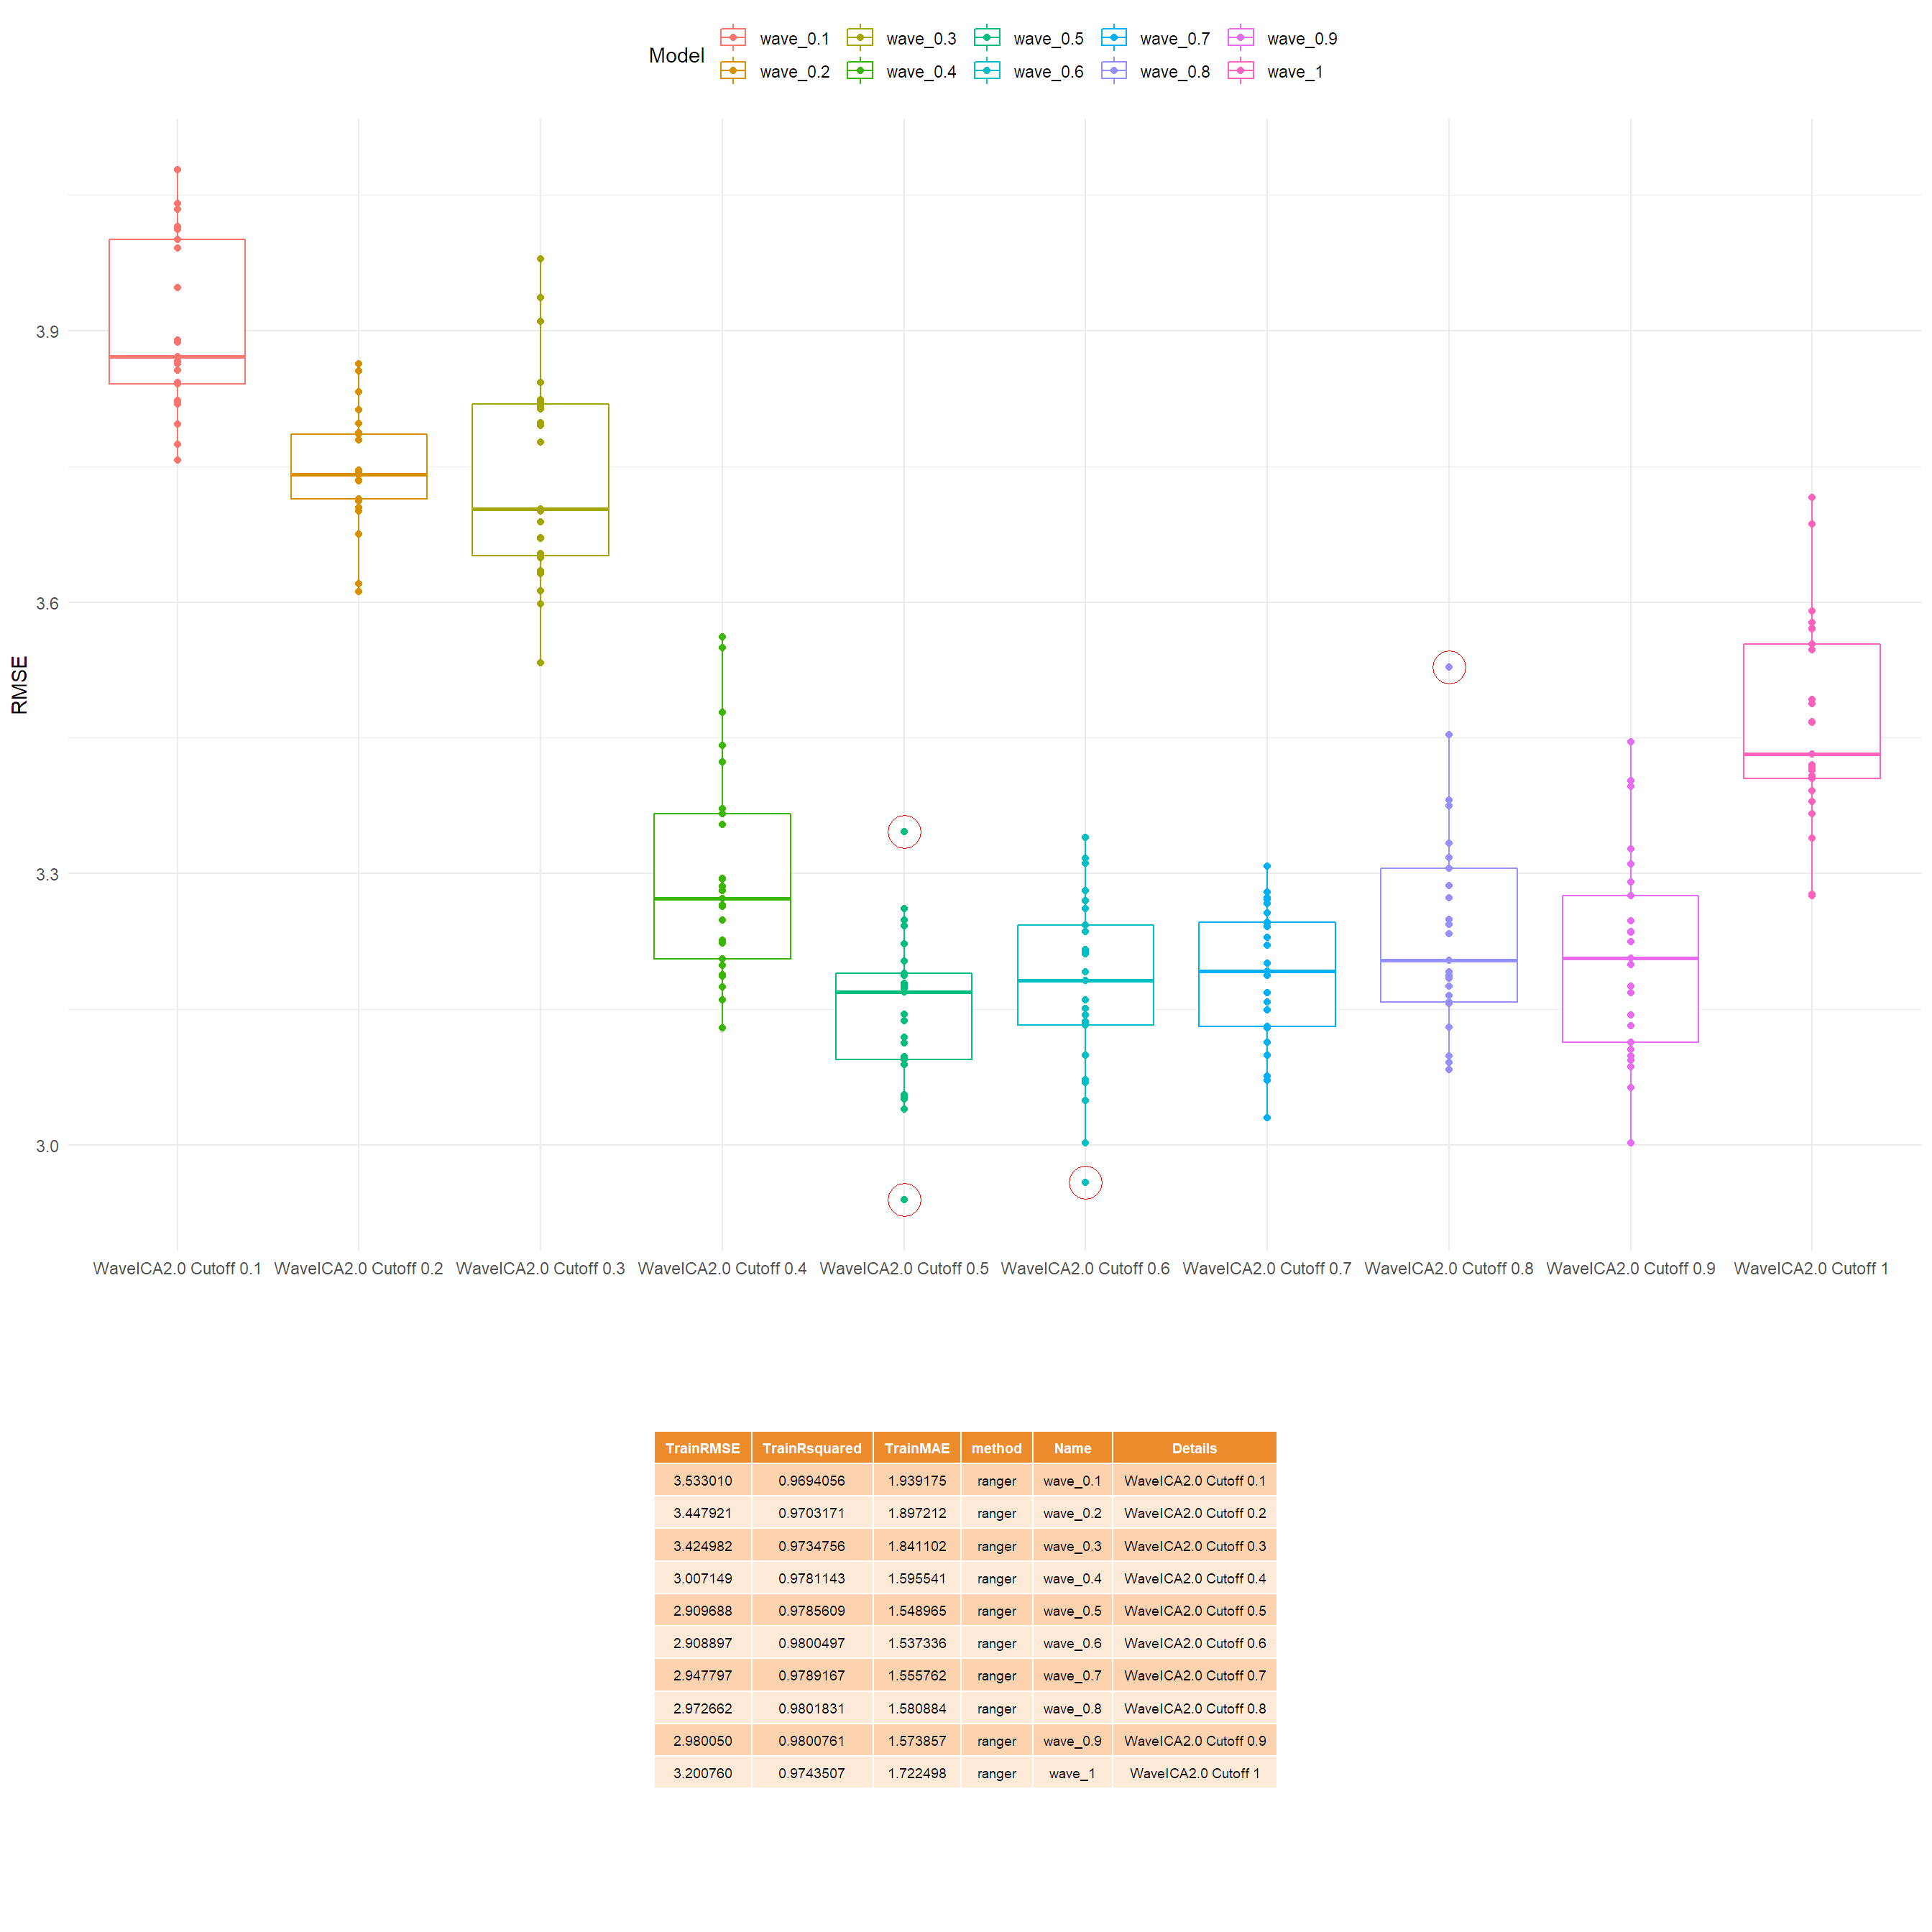 Model wave_0.1 wave_0.3 wave_0.5 wave_0.7 wave_0.9
wave_0.2 wave_0.4 wave_0.6 wave_0.8 wave_1
RMSE
3.9
3.6
3.3
3.0
WaveICA2.0 Cutoff 0.1 WaveICA2.0 Cutoff 0.2 WaveICA2.0 Cutoff 0.3 WaveICA2.0 Cutoff 0.4 WaveICA2.0 Cutoff 0.5 WaveICA2.0 Cutoff 0.6 WaveICA2.0 Cutoff 0.7 WaveICA2.0 Cutoff 0.8 WaveICA2.0 Cutoff 0.9 WaveICA2.0 Cutoff 1
TrainRMSE TrainRsquared TrainMAE method Name Details
3.533010 0.9694056 1.939175 ranger wave_0.1 WaveICA2.0 Cutoff 0.1
3.447921 0.9703171 1.897212 ranger wave_0.2 WaveICA2.0 Cutoff 0.2
3.424982 0.9734756 1.841102 ranger wave_0.3 WaveICA2.0 Cutoff 0.3
3.007149 0.9781143 1.595541 ranger wave_0.4 WaveICA2.0 Cutoff 0.4
2.909688 0.9785609 1.548965 ranger wave_0.5 WaveICA2.0 Cutoff 0.5
2.908897 0.9800497 1.537336 ranger wave_0.6 WaveICA2.0 Cutoff 0.6
2.947797 0.9789167 1.555762 ranger wave_0.7 WaveICA2.0 Cutoff 0.7
2.972662 0.9801831 1.580884 ranger wave_0.8 WaveICA2.0 Cutoff 0.8
2.980050 0.9800761 1.573857 ranger wave_0.9 WaveICA2.0 Cutoff 0.9
3.200760 0.9743507 1.722498 ranger wave_1 WaveICA2.0 Cutoff 1